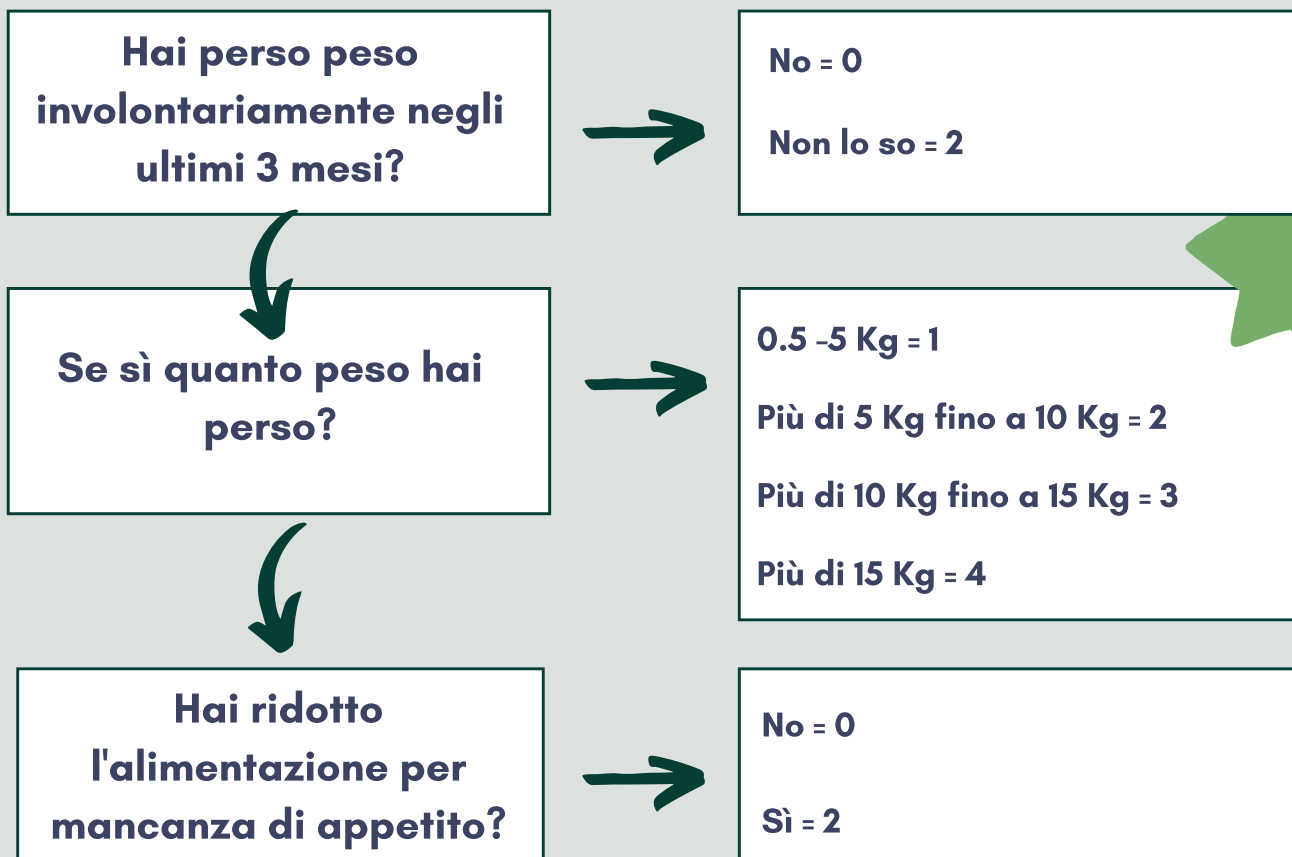 Hai perso peso
involontariamente negli
ultimi 3 mesi?
No = 0
Non lo so = 2
Se sì quanto peso hai
perso?
0.5 -5 Kg = 1
Più di 5 Kg fino a 10 Kg = 2
Più di 10 Kg fino a 15 Kg = 3
Più di 15 Kg = 4
Hai ridotto
l'alimentazione per
mancanza di appetito?
No = 0
Sì = 2